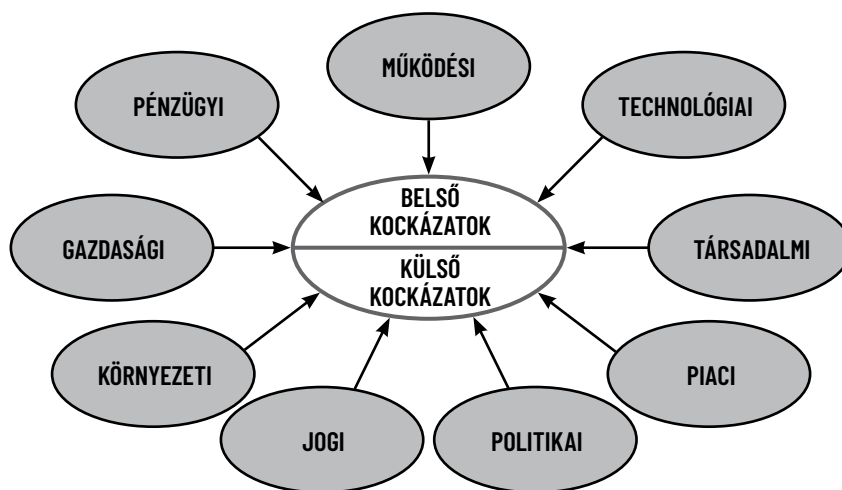 MŰKÖDÉSI
PÉNZÜGYI
TECHNOLÓGIAI
BELSŐ
KOCKÁZATOK
GAZDASÁGI
TÁRSADALMI
KÜLSŐ
KOCKÁZATOK
KÖRNYEZETI
PIACI
JOGI
POLITIKAI